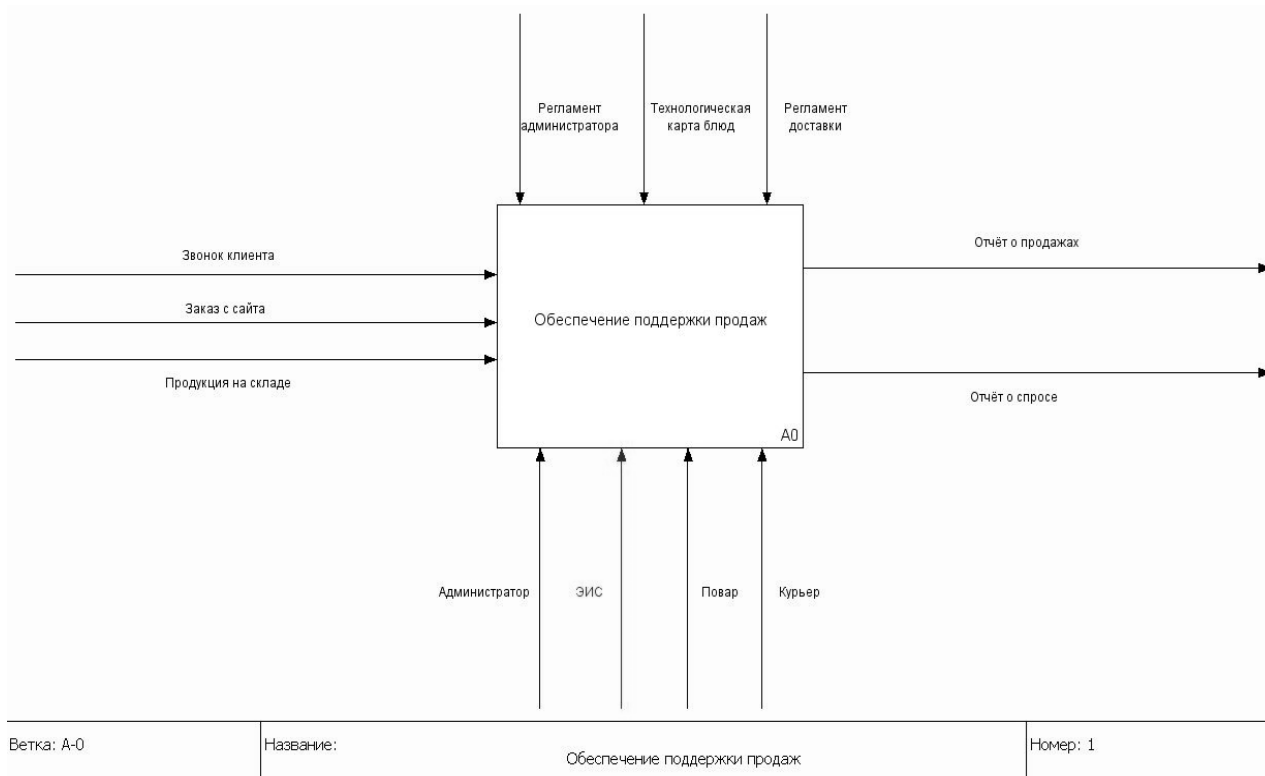 Регламент
администратора
Технологическая
карта блюд
Регламент
доставки
Звонок клиента
Заказ с сайта
Продукция на складе
Обеспечение поддержки продаж
A0
Отчёт о продажах
Отчёт о спросе
Администратор
ЭИС
Повар
Курьер
Ветка: A-0
Название:
Обеспечение поддержки продаж
Номер: 1